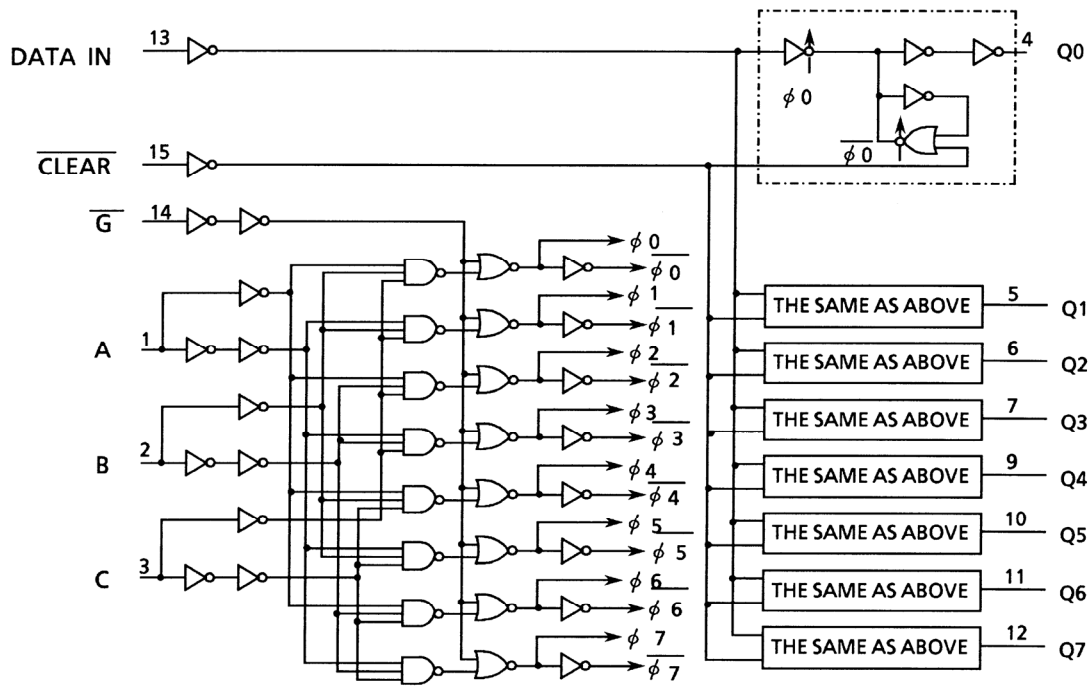 DATA IN 13 4 Q0
ϕ 0
CLEAR 15 ϕ 0
G 14
ϕ 0
ϕ 0
ϕ 1 5
THE SAME AS ABOVE Q1
A 1 ϕ 1
ϕ 2 6
THE SAME AS ABOVE Q2
ϕ 2
ϕ 3 7
THE SAME AS ABOVE Q3
B 2 ϕ 3
ϕ 4 9
THE SAME AS ABOVE Q4
ϕ 4
ϕ 5 10
THE SAME AS ABOVE Q5
C 3 ϕ 5
ϕ 6 11
THE SAME AS ABOVE Q6
ϕ 6
ϕ 7 12
THE SAME AS ABOVE Q7
ϕ 7